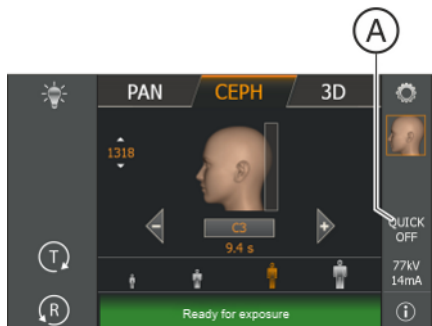 A
PAN CEPH 3D
1318
- C3 +
9.4 s
QUICK
OFF
77kV
14mA
T
R
Ready for exposure
i